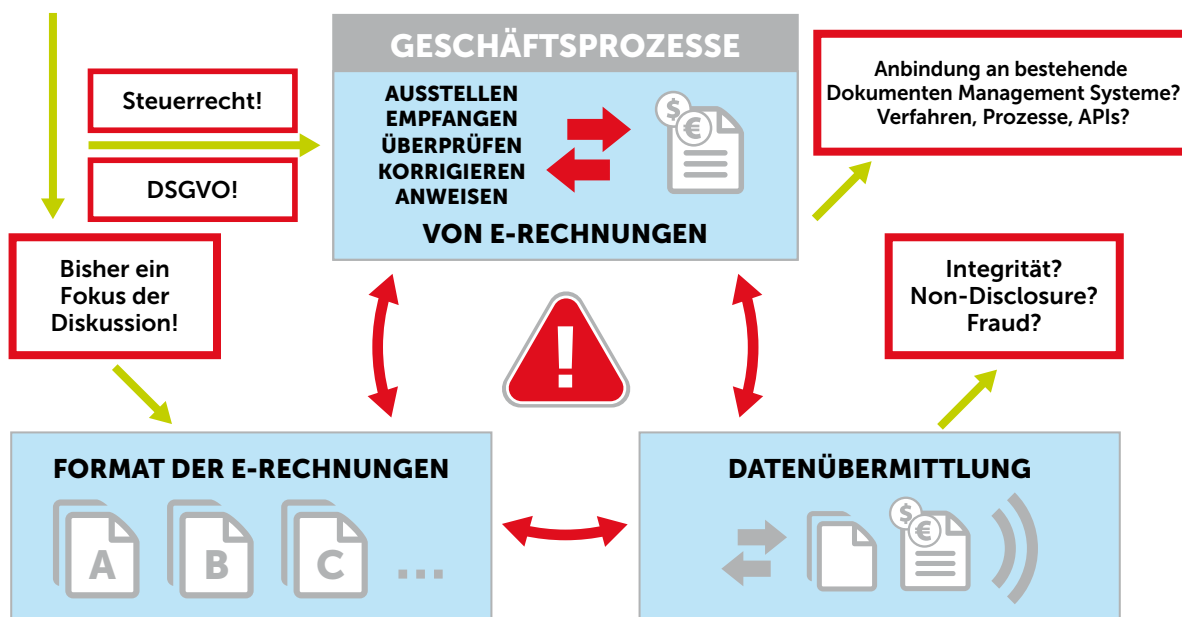 GESCHÄFTSPROZESSE
AUSSTELLEN
EMPFANGEN
ÜBERPRÜFEN
KORRIGIEREN
ANWEISEN
$
€
VON E-RECHNUNGEN
Steuerrecht!
DSGVO!
Anbindung an bestehende
Dokumenten Management Systeme?
Verfahren, Prozesse, APIs?
Bisher ein
Fokus der
Diskussion!
Integrität?
Non-Disclosure?
Fraud?
!
FORMAT DER E-RECHNUNGEN
A B C ...
DATENÜBERMITTLUNG
$
€